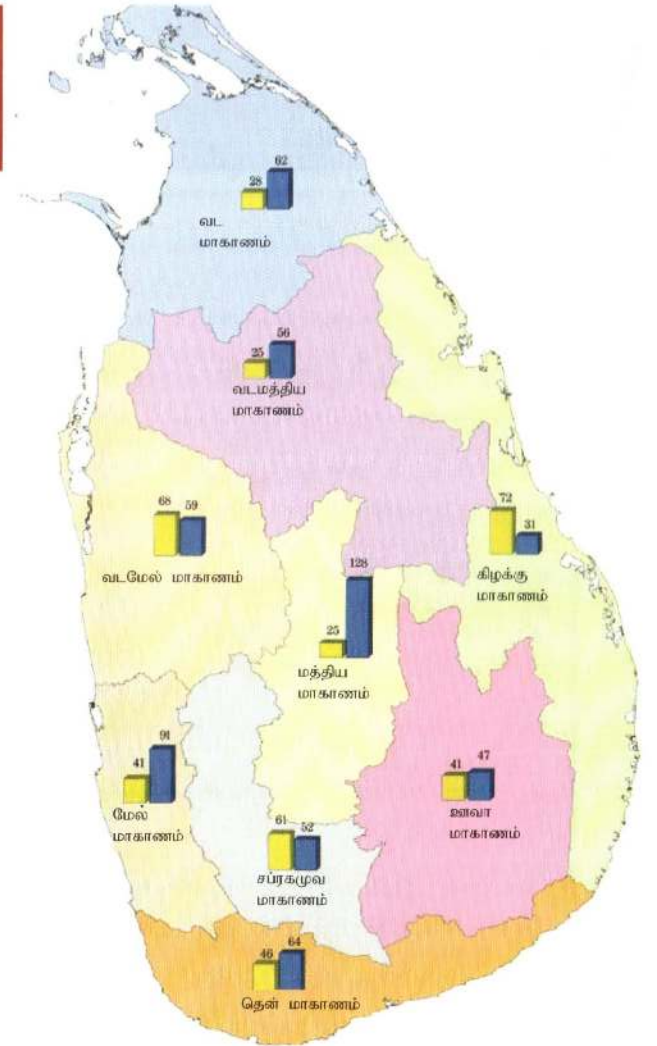 28 62
வட
மாகாணம்
25 56
வடமத்திய
மாகாணம்
68 59
வடமேல் மாகாணம்
72 31
கிழக்கு
மாகாணம்
25 128
மத்திய
மாகாணம்
41 91
மேல்
மாகாணம்
41 47
ஊவா
மாகாணம்
61 52
சப்ரகமுவ
மாகாணம்
46 64
தென் மாகாணம்